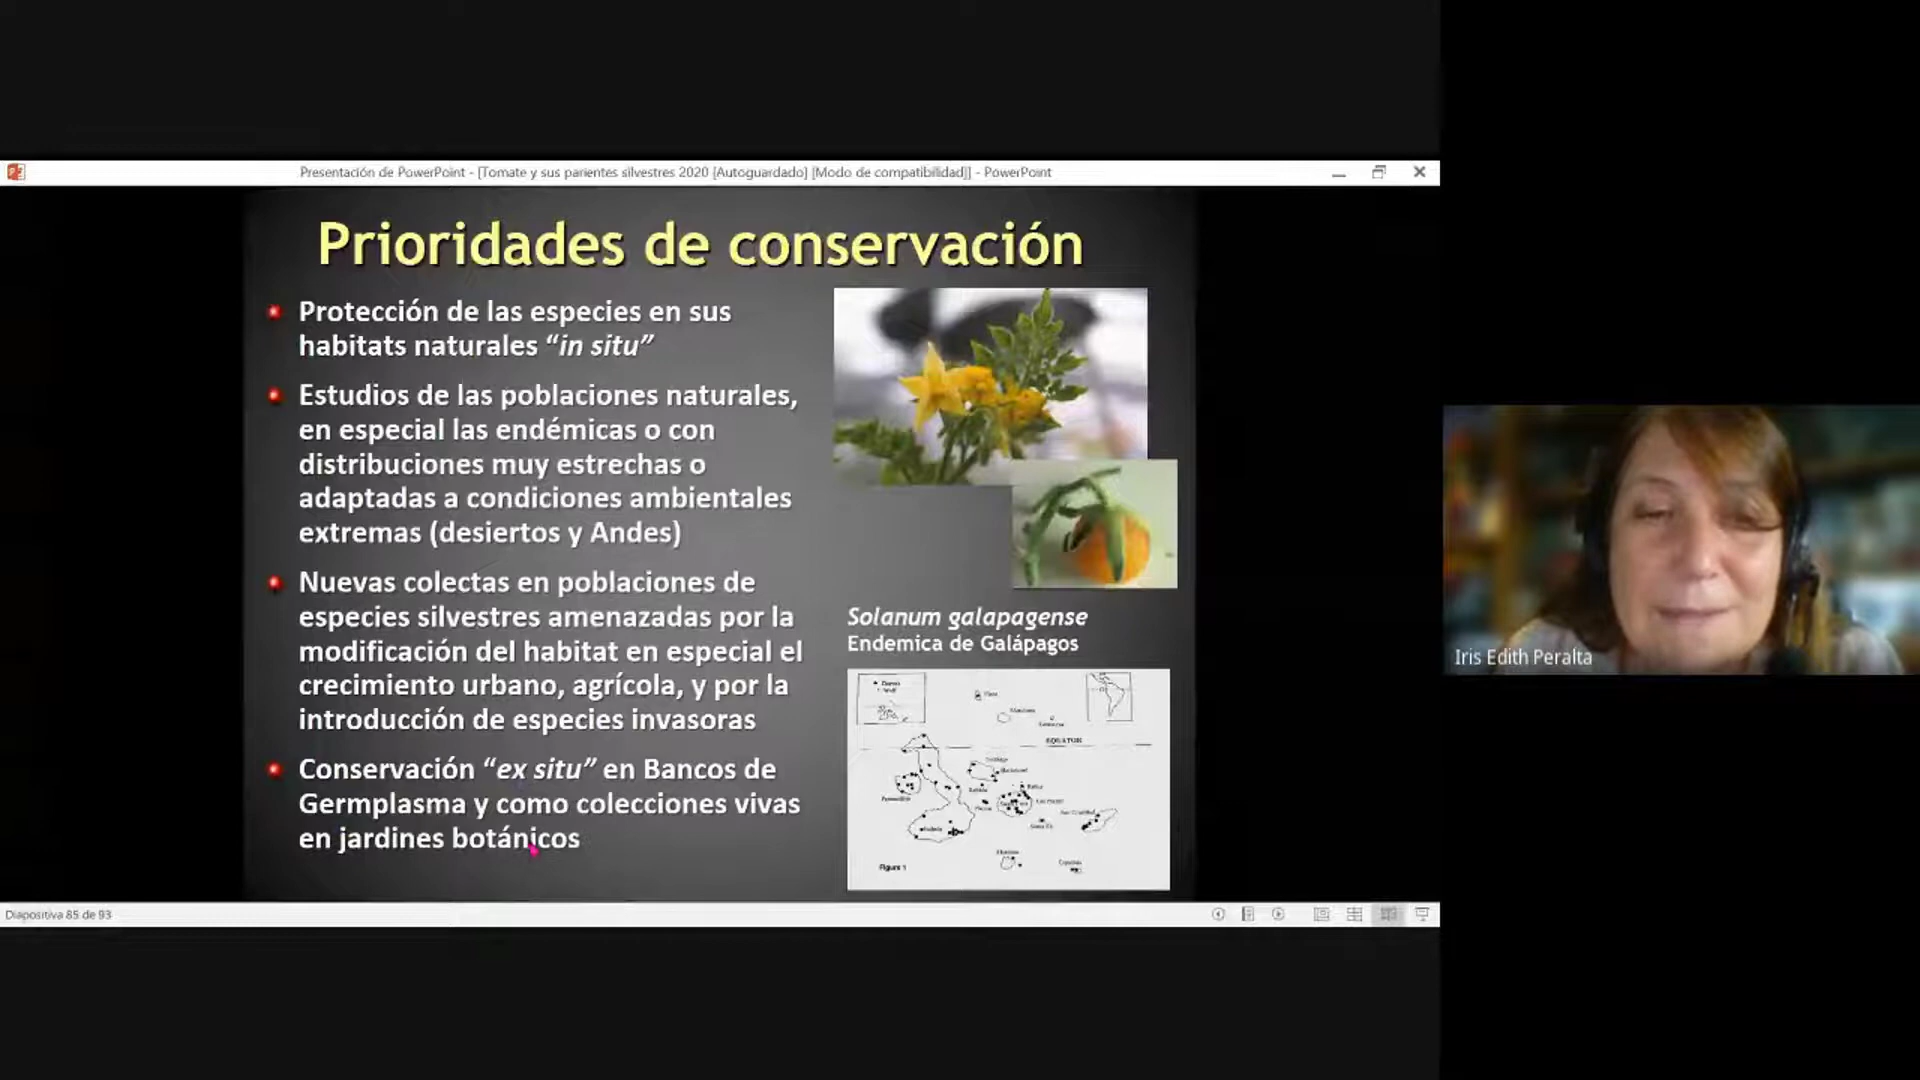 Presentación de PowerPoint - [Tomate y sus parientes silvestres 2020 [Autoguardado] [Modo de compatibilidad]] - PowerPoint
Prioridades de conservación
Protección de las especies en sus
habitats naturales “in situ”
Estudios de las poblaciones naturales,
en especial las endémicas o con
distribuciones muy estrechas o
adaptadas a condiciones ambientales
extremas (desiertos y Andes)
Nuevas colectas en poblaciones de
especies silvestres amenazadas por la
modificación del habitat en especial el
crecimiento urbano, agrícola, y por la
introducción de especies invasoras
Conservación “ex situ” en Bancos de
Germplasma y como colecciones vivas
en jardines botánicos
Solanum galapagense
Endemica de Galápagos
EQUATOR
Figure 1
Iris Edith Peralta
Diapositiva 85 de 93